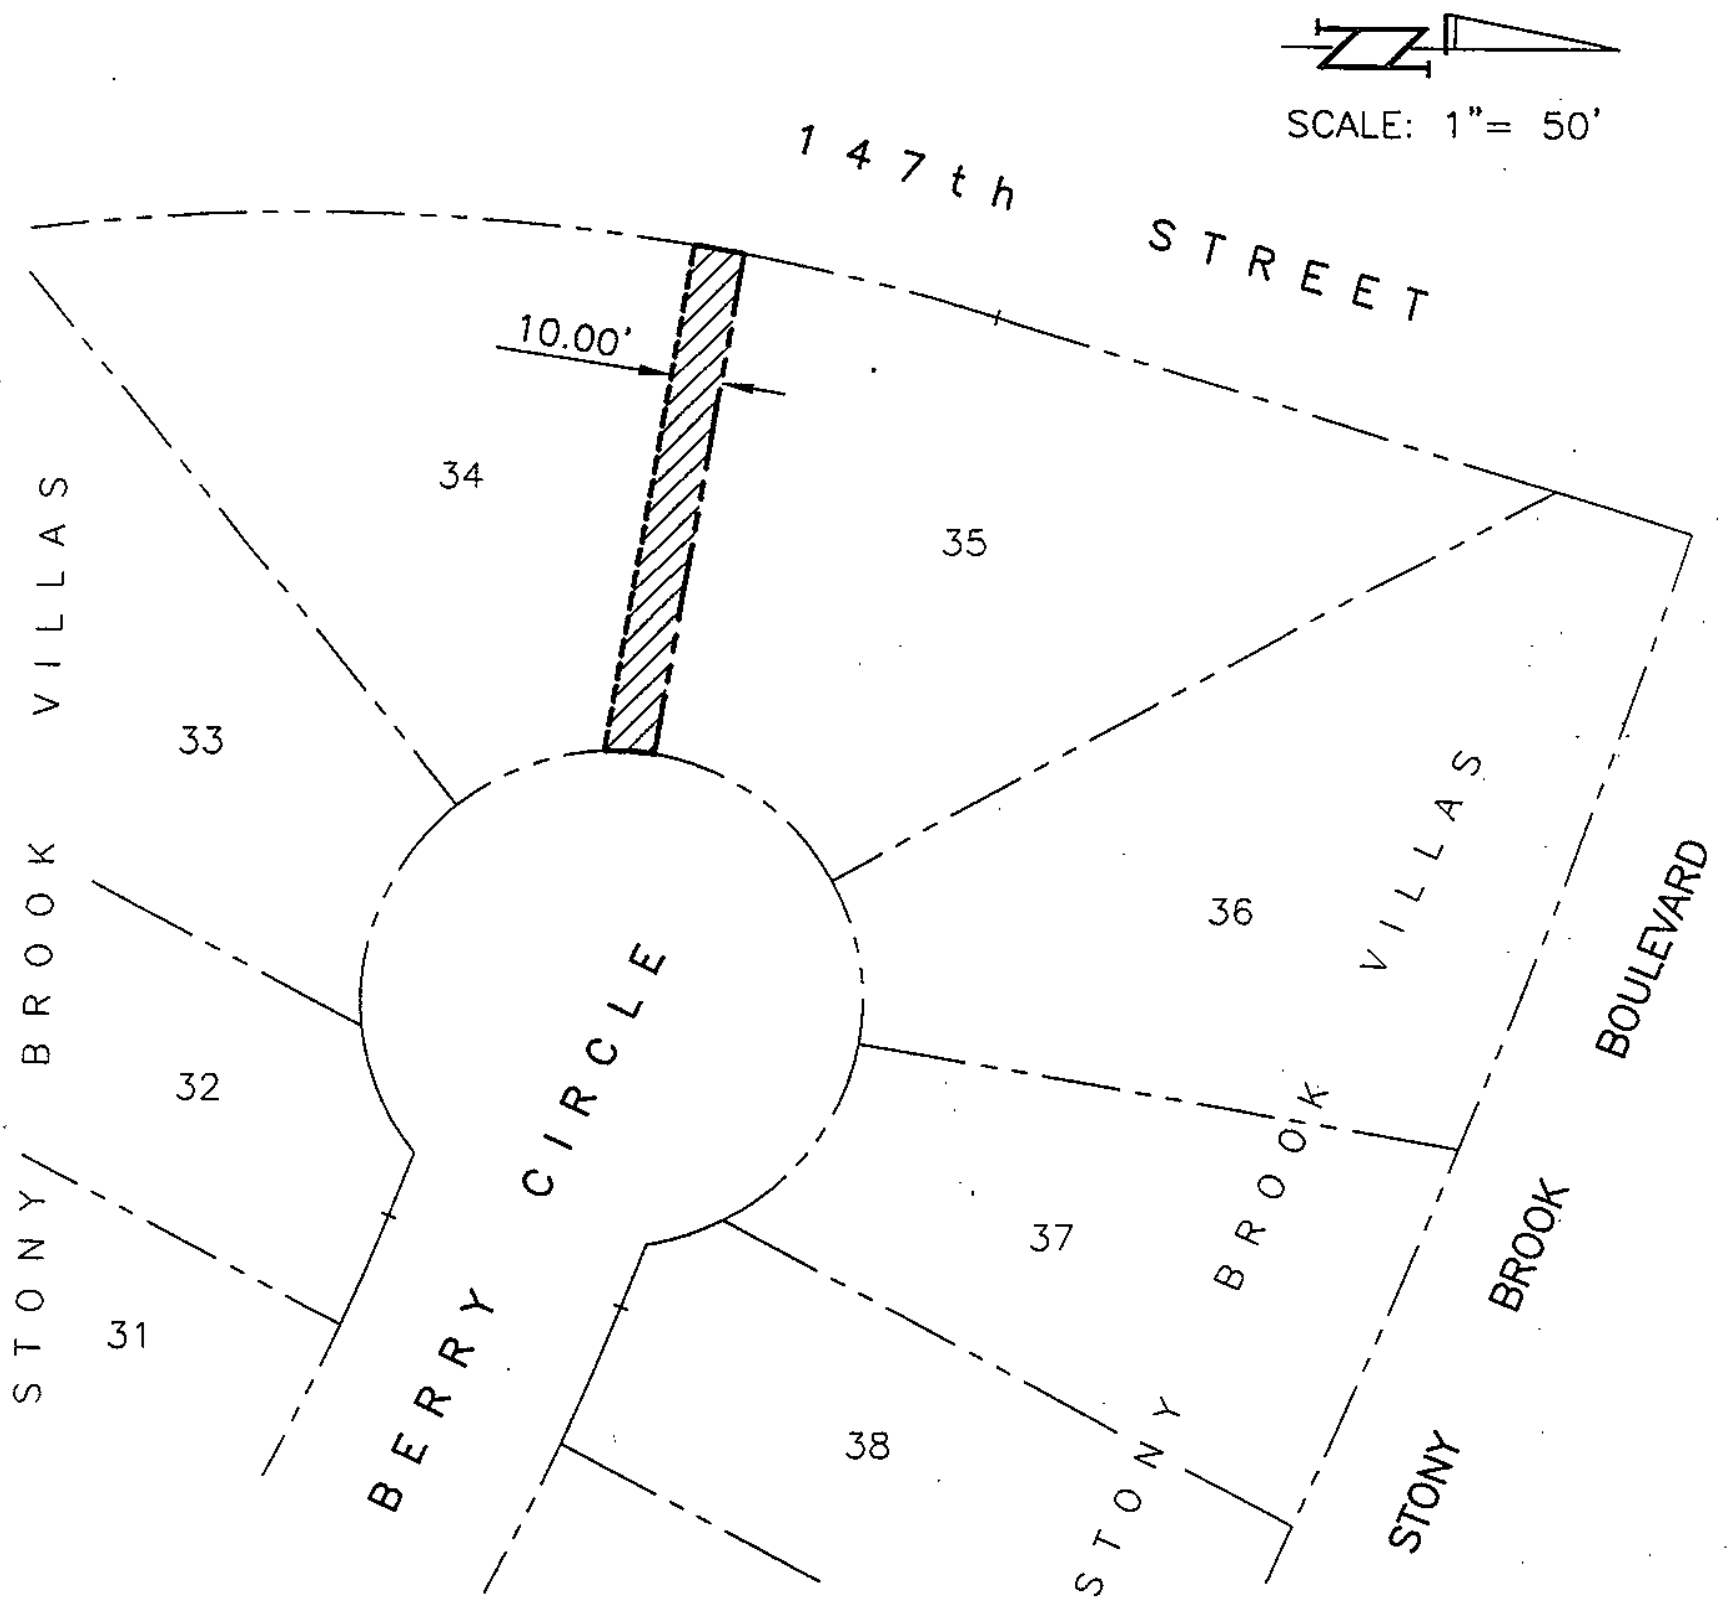 N
SCALE: 1"= 50'
147th STREET
10.00'
34
35
33
36
32
37
31
38
STONY BROOK VILLAS
BERRY CIRCLE
STONY BROOK VILLAS
STONY BROOK BOULEVARD